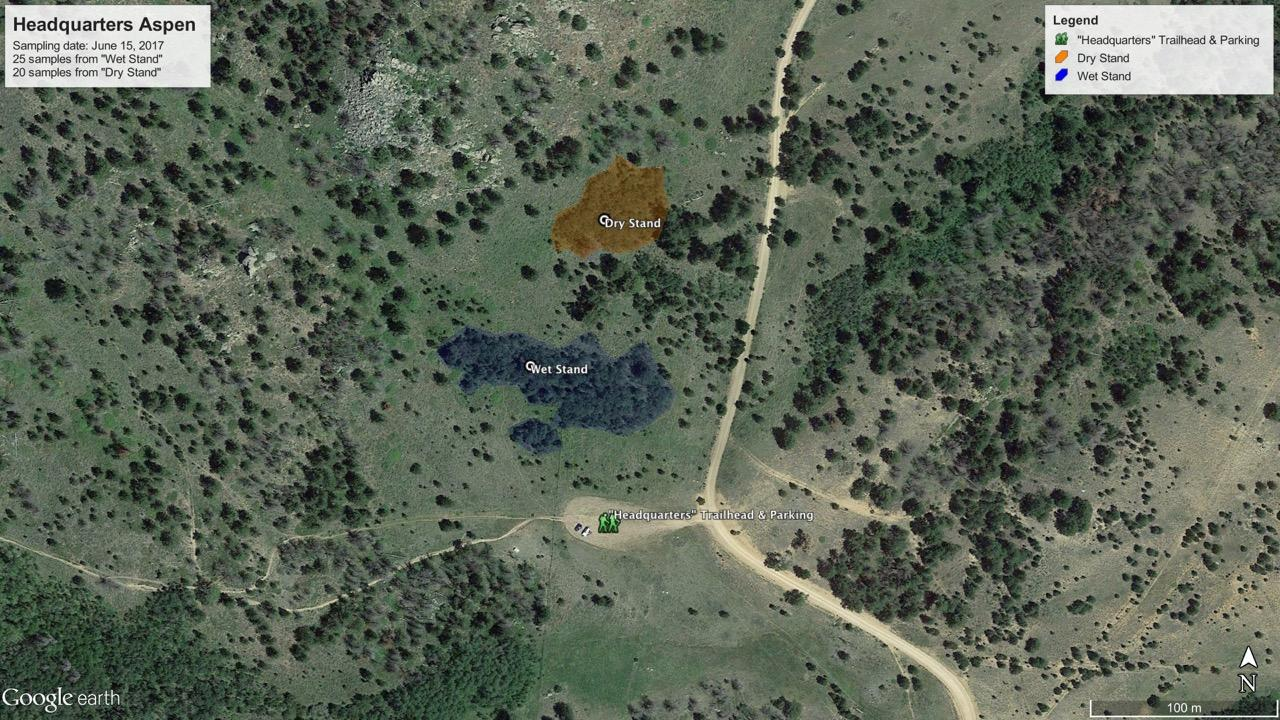 Headquarters Aspen
Sampling date: June 15, 2017
25 samples from "Wet Stand"
20 samples from "Dry Stand"
Legend
"Headquarters" Trailhead & Parking
Dry Stand
Wet Stand
Dry Stand
Wet Stand
"Headquarters" Trailhead & Parking
Google earth
N
100 m